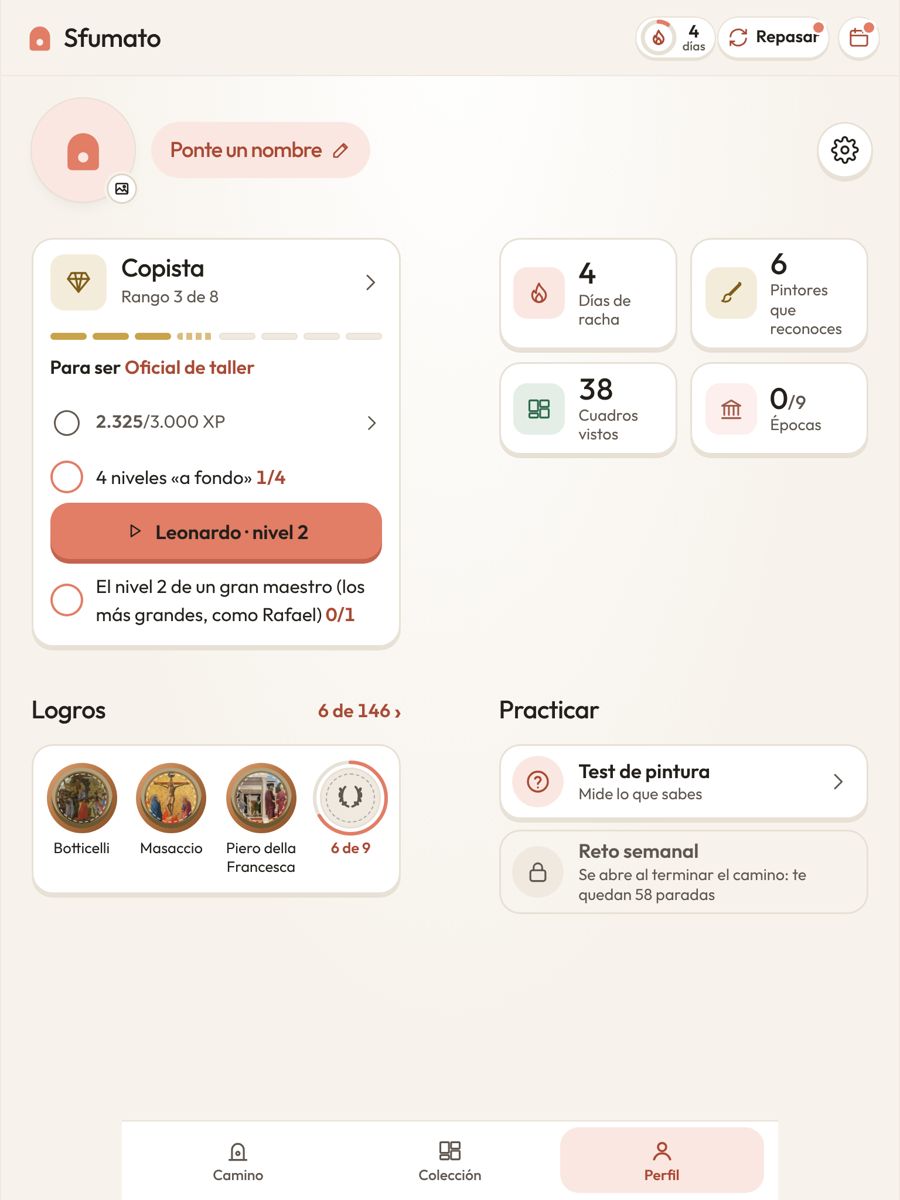 Sfumato
4
días
Repasar
Ponte un nombre
Copista
Rango 3 de 8
Para ser Oficial de taller
2.325/3.000 XP
4 niveles «a fondo» 1/4
Leonardo · nivel 2
El nivel 2 de un gran maestro (los
más grandes, como Rafael) 0/1
4
Días de
racha
6
Pintores
que
reconoces
38
Cuadros
vistos
0/9
Épocas
Logros
6 de 146 ›
Botticelli
Masaccio
Piero della
Francesca
6 de 9
Practicar
Test de pintura
Mide lo que sabes
Reto semanal
Se abre al terminar el camino: te
quedan 58 paradas
Camino
Colección
Perfil